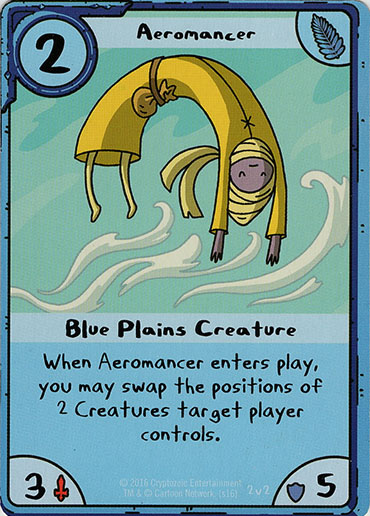 2
Aeromancer
Blue Plains Creature
When Aeromancer enters play,
you may swap the positions of
2 Creatures target player
controls.
© 2016 Cryptozoic Entertainment
TM & © Cartoon Network. (s16)
2v2
3
5